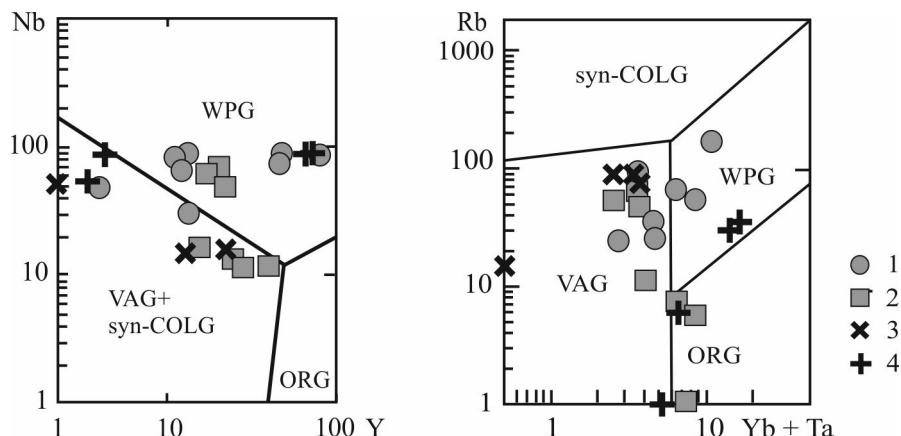 Nb
100
WPG
10
VAG+
syn-COLG
ORG
1
1
10
Y
100
Rb
1000
syn-COLG
100
WPG
10
VAG
ORG
1
1
10
Yb + Ta
1
2
3
4